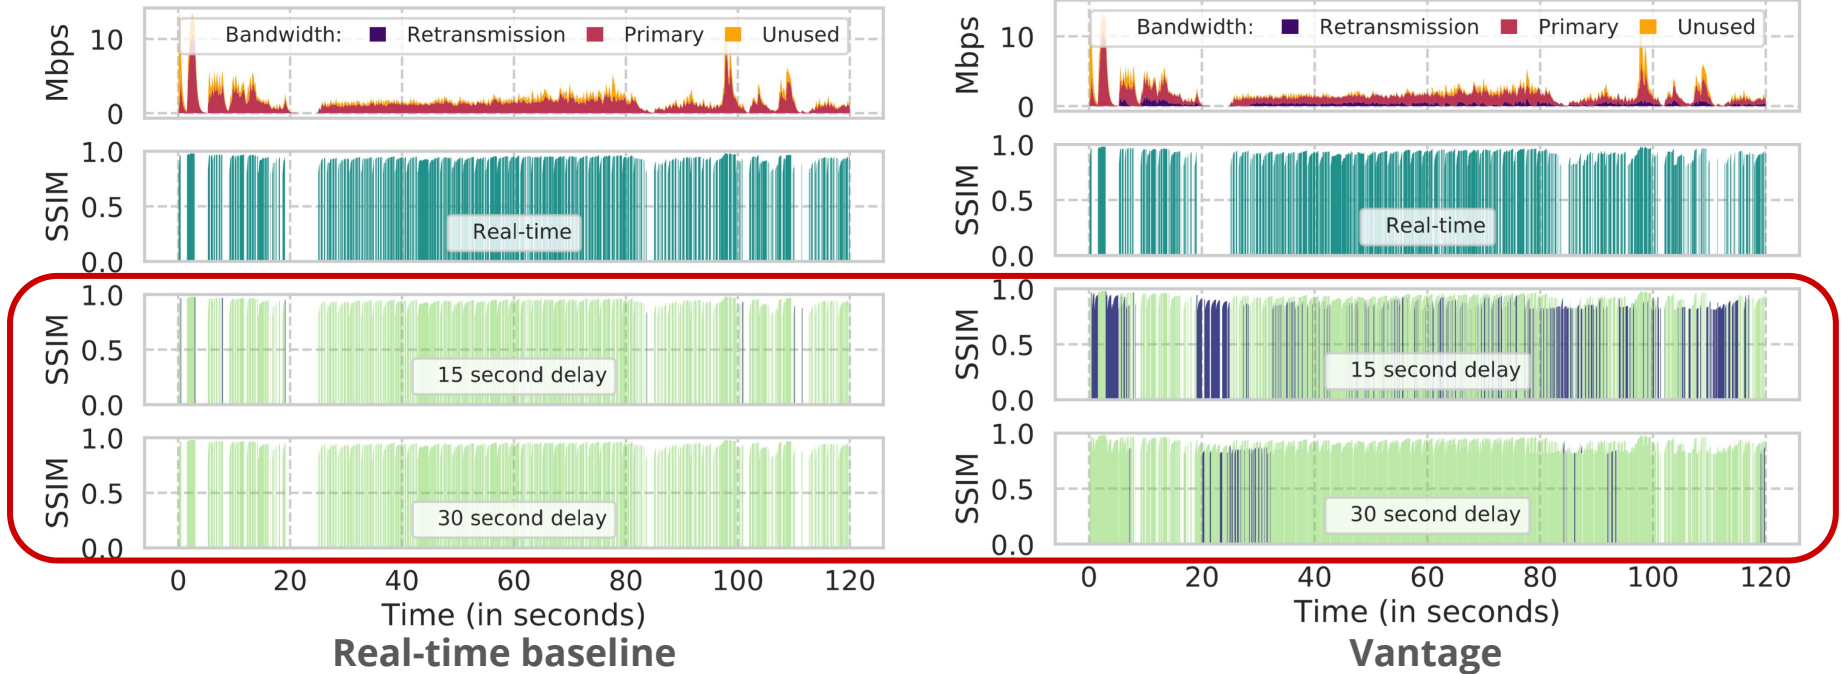 Mbps
10
0
Bandwidth: Retransmission Primary Unused
SSIM
1.0
0.5
0.0
Real-time
SSIM
1.0
0.5
0.0
15 second delay
SSIM
1.0
0.5
0.0
30 second delay
0 20 40 60 80 100 120
Time (in seconds)
Real-time baseline
Mbps
10
0
Bandwidth: Retransmission Primary Unused
SSIM
1.0
0.5
0.0
Real-time
SSIM
1.0
0.5
0.0
15 second delay
SSIM
1.0
0.5
0.0
30 second delay
0 20 40 60 80 100 120
Time (in seconds)
Vantage